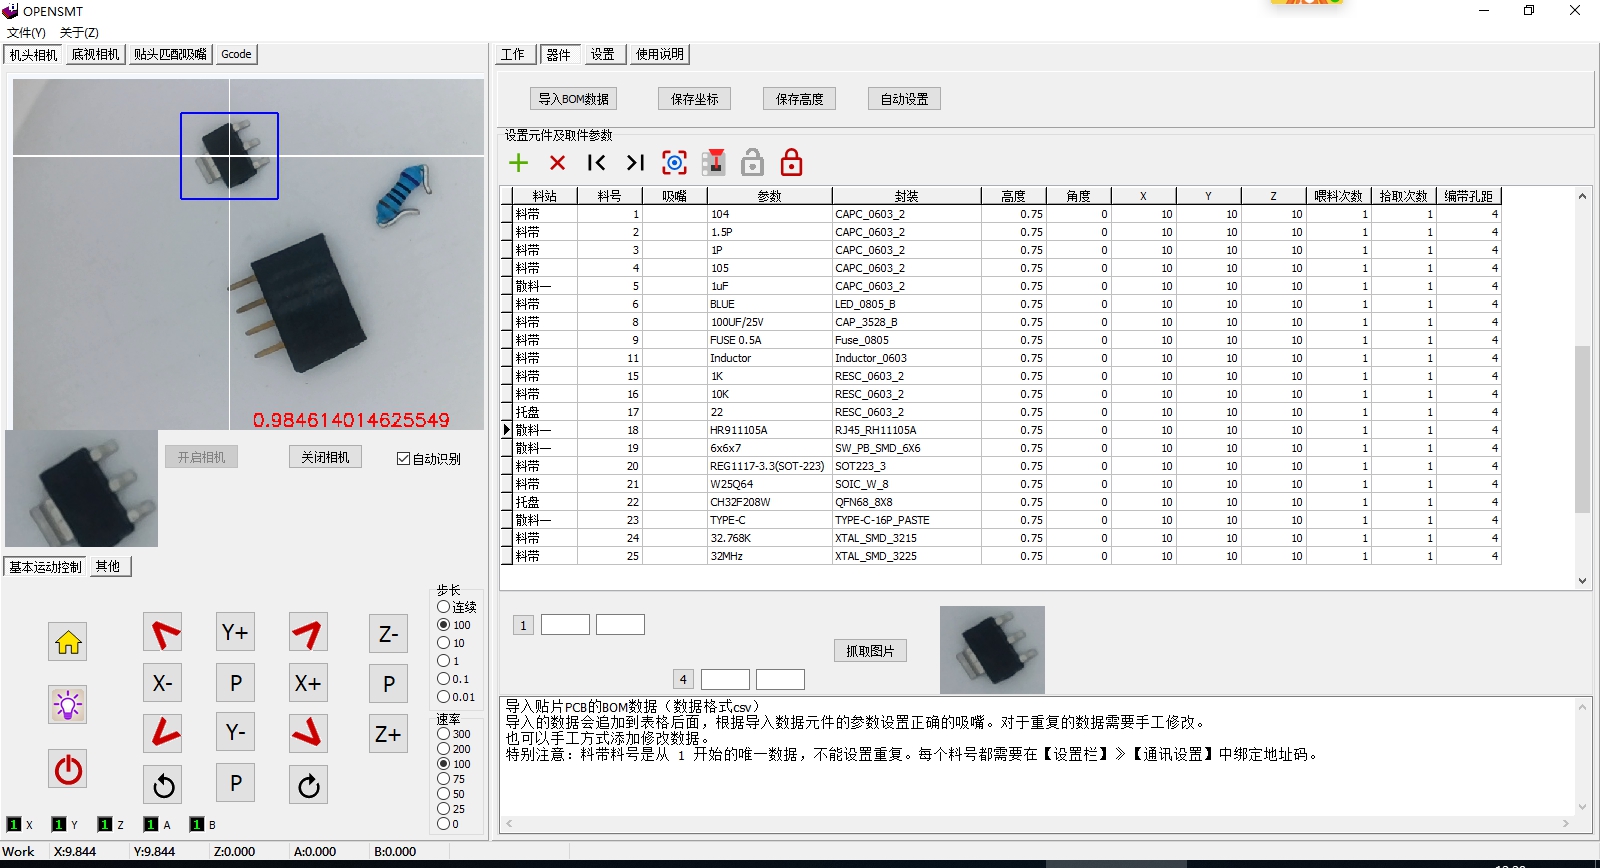 OPENSMT
文件(Y) 关于(Z)
机头相机 底视相机 贴头匹配吸嘴 Gcode
工作 器件 设置 使用说明
导入BOM数据 保存坐标 保存高度 自动设置
设置元件及取件参数
料站 料号 吸嘴 参数 封装 高度 角度 X Y Z 喂料次数 拾取次数 编带孔距
料带 1 104 CAPC_0603_2 0.75 0 10 10 10 1 1 4
料带 2 1.5P CAPC_0603_2 0.75 0 10 10 10 1 1 4
料带 3 1P CAPC_0603_2 0.75 0 10 10 10 1 1 4
料带 4 105 CAPC_0603_2 0.75 0 10 10 10 1 1 4
散料一 5 1uF CAPC_0603_2 0.75 0 10 10 10 1 1 4
料带 6 BLUE LED_0805_B 0.75 0 10 10 10 1 1 4
料带 8 100UF/25V CAP_3528_B 0.75 0 10 10 10 1 1 4
料带 9 FUSE 0.5A Fuse_0805 0.75 0 10 10 10 1 1 4
料带 11 Inductor Inductor_0603 0.75 0 10 10 10 1 1 4
料带 15 1K RESC_0603_2 0.75 0 10 10 10 1 1 4
料带 16 10K RESC_0603_2 0.75 0 10 10 10 1 1 4
托盘 17 22 RESC_0603_2 0.75 0 10 10 10 1 1 4
散料一 18 HR911105A RJ45_RH11105A 0.75 0 10 10 10 1 1 4
散料一 19 6x6x7 SW_PB_SMD_6X6 0.75 0 10 10 10 1 1 4
料带 20 REG1117-3.3(SOT-223) SOT223_3 0.75 0 10 10 10 1 1 4
料带 21 W25Q64 SOIC_W_8 0.75 0 10 10 10 1 1 4
托盘 22 CH32F208W QFN68_8X8 0.75 0 10 10 10 1 1 4
散料一 23 TYPE-C TYPE-C-16P_PASTE 0.75 0 10 10 10 1 1 4
料带 24 32.768K XTAL_SMD_3215 0.75 0 10 10 10 1 1 4
料带 25 32MHz XTAL_SMD_3225 0.75 0 10 10 10 1 1 4
0.984614014625549
开启相机 关闭相机 自动识别
基本运动控制 其他
Y+ Z-
X- P X+ P
Y- Z+
P
步长
连续
100
10
1
0.1
0.01
速率
300
200
100
75
50
25
0
1 X 1 Y 1 Z 1 A 1 B
1
抓取图片
4
导入贴片PCB的BOM数据（数据格式csv）
导入的数据会追加到表格后面，根据导入数据元件的参数设置正确的吸嘴。对于重复的数据需要手工修改。
也可以手工方式添加修改数据。
特别注意：料带料号是从 1 开始的唯一数据，不能设置重复。每个料号都需要在【设置栏】》【通讯设置】中绑定地址码。
Work X:9.844 Y:9.844 Z:0.000 A:0.000 B:0.000